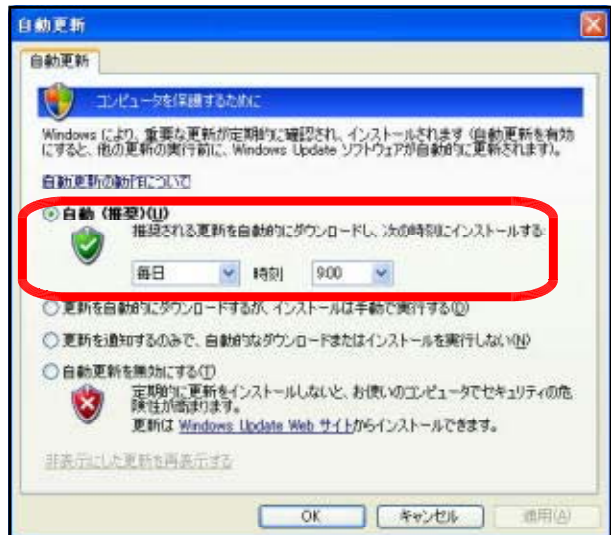 自動更新
自動更新
コンピュータを保護するために
Windows により、重要な更新が定期的に確認され、インストールされます (自動更新を有効
にすると、他の更新の実行前に、Windows Update ソフトウェアが自動的に更新されます)。
自動更新の動作について
自動 (推奨)(U)
推奨される更新を自動的にダウンロードし、次の時刻にインストールする:
毎日 時刻 9:00
更新を自動的にダウンロードするが、インストールは手動で実行する(D)
更新を通知するのみで、自動的なダウンロードまたはインストールを実行しない(N)
自動更新を無効にする(T)
定期的に更新をインストールしないと、お使いのコンピュータでセキュリティの危
険性が高まります。
更新は Windows Update Web サイトからインストールできます。
非表示にした更新を再表示する
OK キャンセル 適用(A)